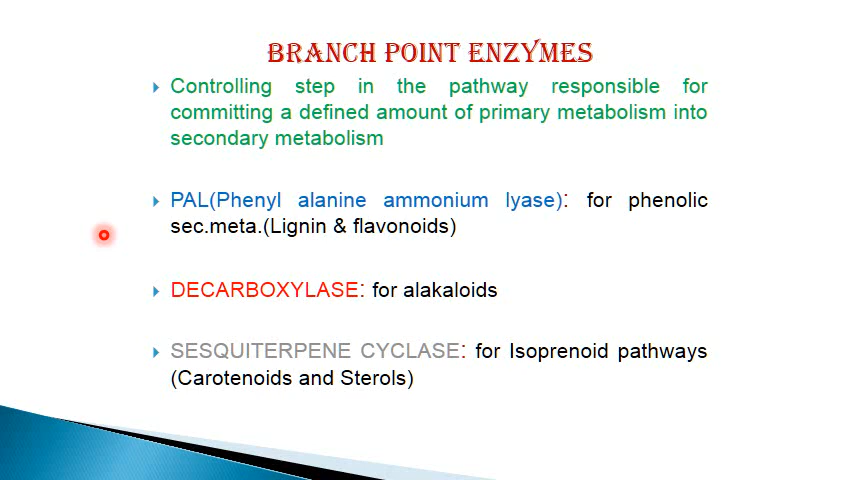 BRANCH POINT ENZYMES
Controlling step in the pathway responsible for
committing a defined amount of primary metabolism into
secondary metabolism
PAL(Phenyl alanine ammonium lyase): for phenolic
sec.meta.(Lignin & flavonoids)
DECARBOXYLASE: for alakaloids
SESQUITERPENE CYCLASE: for Isoprenoid pathways
(Carotenoids and Sterols)